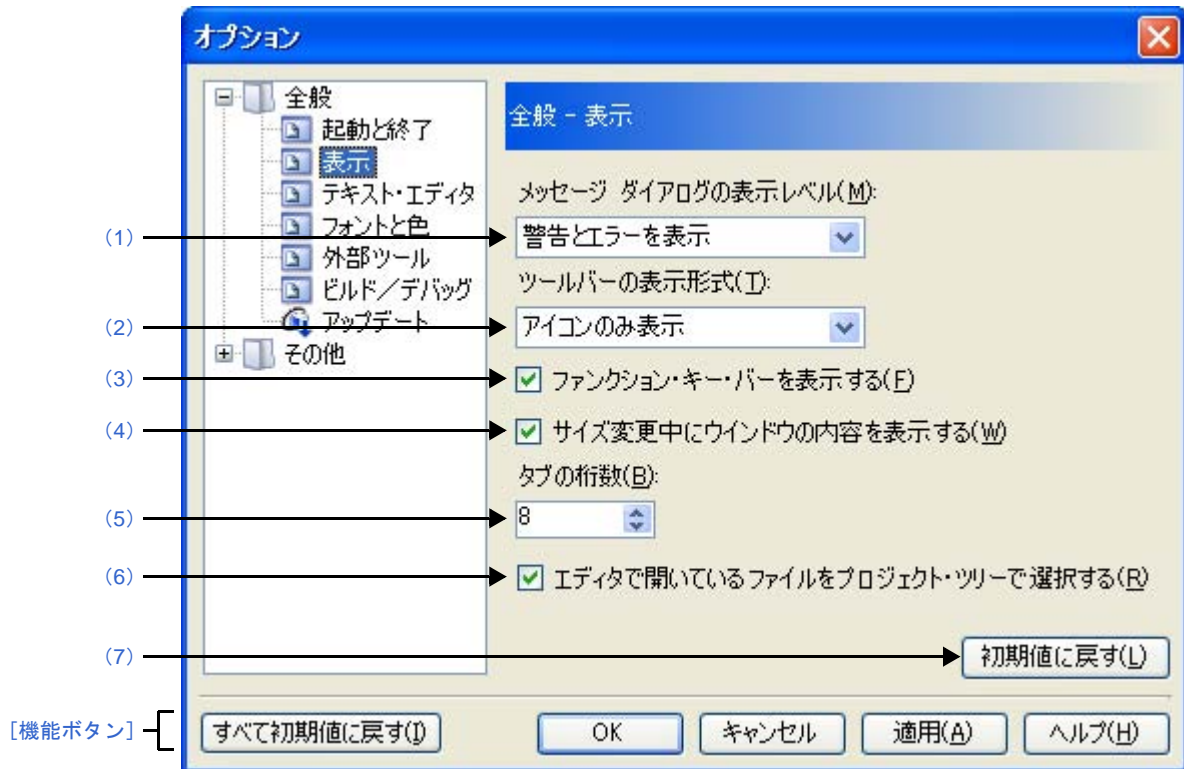 オプション
全般
起動と終了
表示
テキスト・エディタ
フォントと色
外部ツール
ビルド／デバッグ
アップデート
その他
全般 - 表示
メッセージ ダイアログの表示レベル(M):
(1)
警告とエラーを表示
ツールバーの表示形式(T):
(2)
アイコンのみ表示
(3)
ファンクション・キー・バーを表示する(F)
(4)
サイズ変更中にウインドウの内容を表示する(W)
タブの桁数(B):
(5)
8
(6)
エディタで開いているファイルをプロジェクト・ツリーで選択する(R)
(7)
初期値に戻す(L)
[機能ボタン]
すべて初期値に戻す(I)
OK
キャンセル
適用(A)
ヘルプ(H)